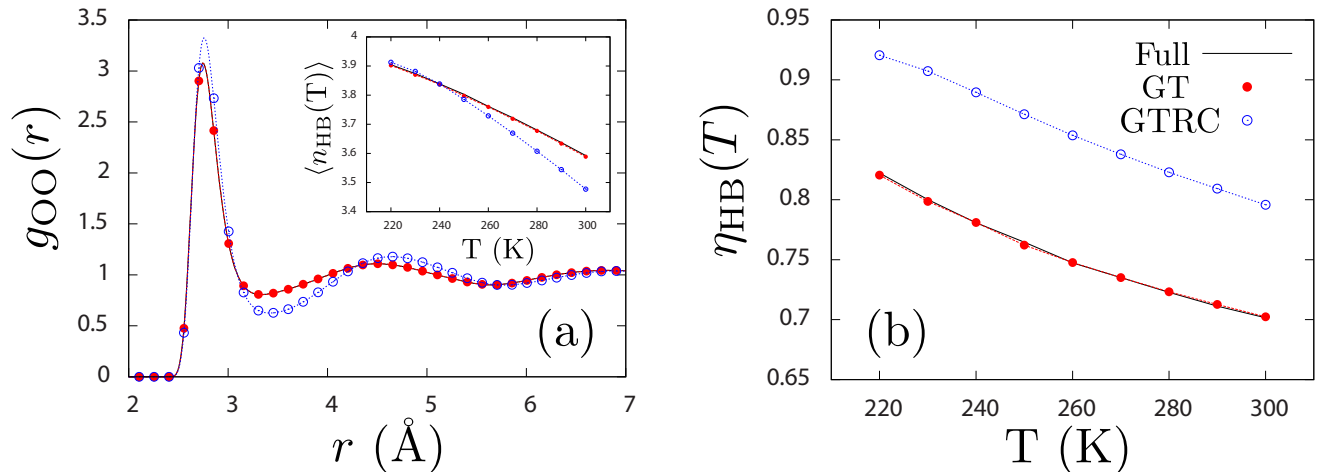 3.5
3
2.5
2
1.5
1
0.5
0
2 3 4 5 6 7
r (Å)
gOO(r)
4
3.9
3.8
3.7
3.6
3.5
3.4
220 240 260 280 300
T (K)
⟨nHB(T)⟩
(a)
0.95
0.9
0.85
0.8
0.75
0.7
0.65
220 240 260 280 300
T (K)
ηHB(T)
Full
GT
GTRC
(b)